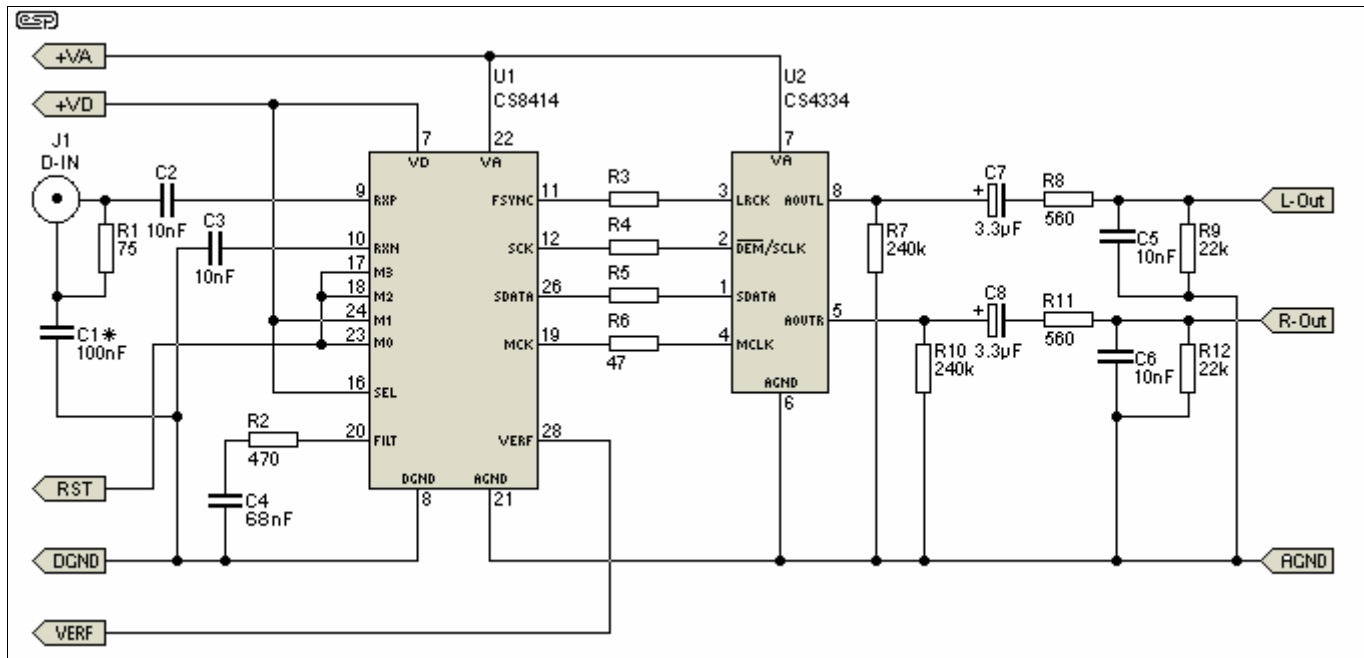 esp
+VA
U1
CS8414
U2
CS4334
+VD
J1
D-IN
7
22
7
VD
VA
VA
C2
10nF
9
RXP
FSYNC
11
R3
3
LRCK
AOUTL
8
C7
+
3.3µF
R8
560
L-Out
R1
75
C3
10nF
10
RXN
SCK
12
R4
2
DEM/SCLK
R7
240k
C5
10nF
R9
22k
17
M3
18
M2
SDATA
26
R5
1
SDATA
24
M1
AOUTR
5
C8
+
3.3µF
R11
560
R-Out
C1*
100nF
23
M0
MCK
19
R6
47
4
MCLK
R10
240k
C6
10nF
R12
22k
16
SEL
AGND
6
R2
470
20
FILT
VERF
28
RST
C4
68nF
DGND
AGND
8
21
DGND
AGND
VERF